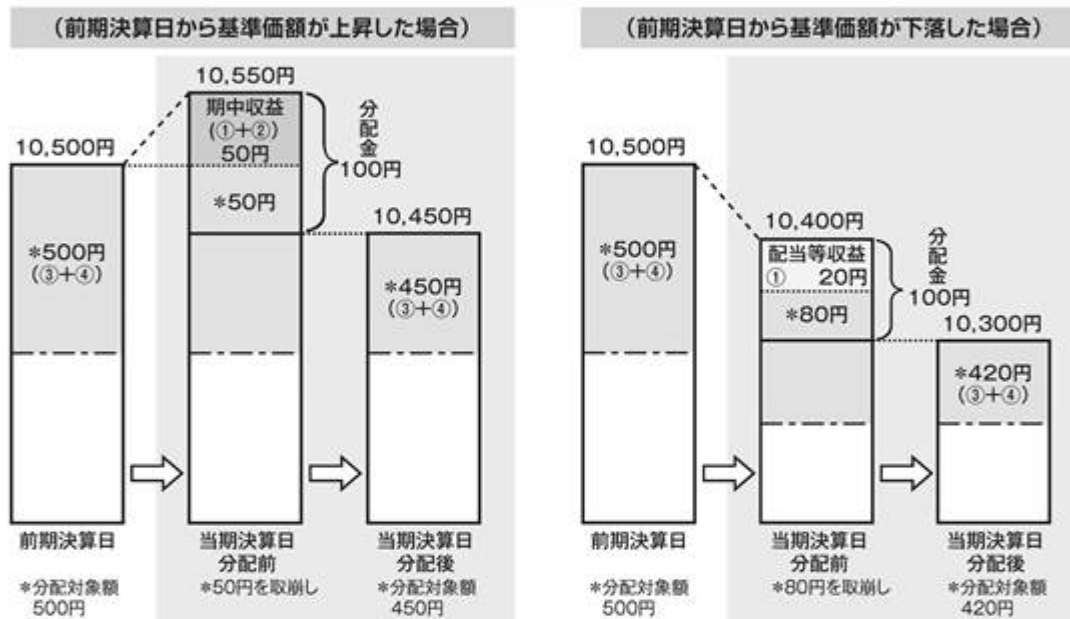 (前期決算日から基準価額が上昇した場合)
10,550円
期中収益
(①+②)
50円
*50円
分配金
100円
10,500円
*500円
(③+④)
10,450円
*450円
(③+④)
前期決算日
当期決算日
分配前
当期決算日
分配後
*分配対象額
500円
*50円を取崩し
*分配対象額
450円
(前期決算日から基準価額が下落した場合)
10,500円
*500円
(③+④)
10,400円
配当等収益
① 20円
*80円
分配金
100円
10,300円
*420円
(③+④)
前期決算日
当期決算日
分配前
当期決算日
分配後
*分配対象額
500円
*80円を取崩し
*分配対象額
420円